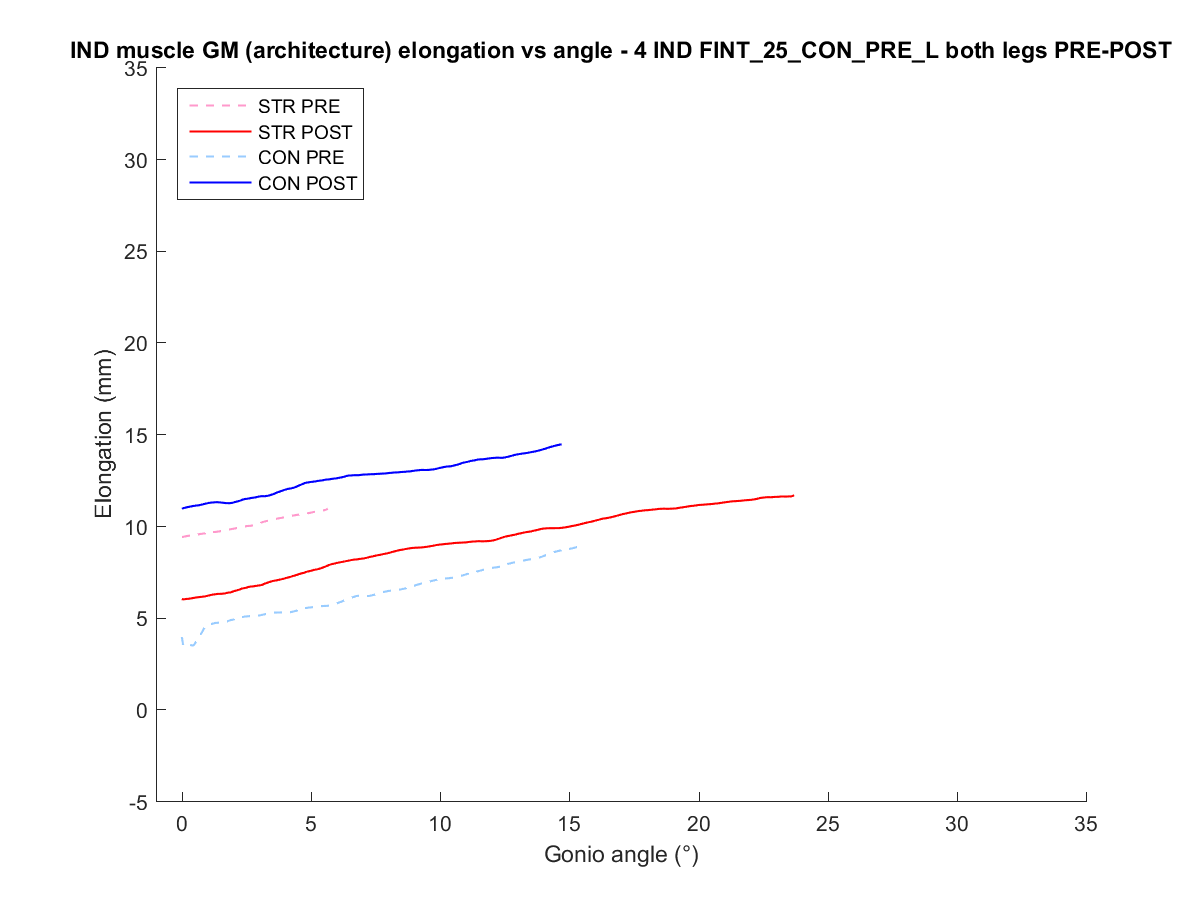 IND muscle GM (architecture) elongation vs angle - 4 IND FINT_25_CON_PRE_L both legs PRE-POST
35
30
25
20
15
10
5
0
-5
Elongation (mm)
STR PRE
STR POST
CON PRE
CON POST
0 5 10 15 20 25 30 35
Gonio angle (°)